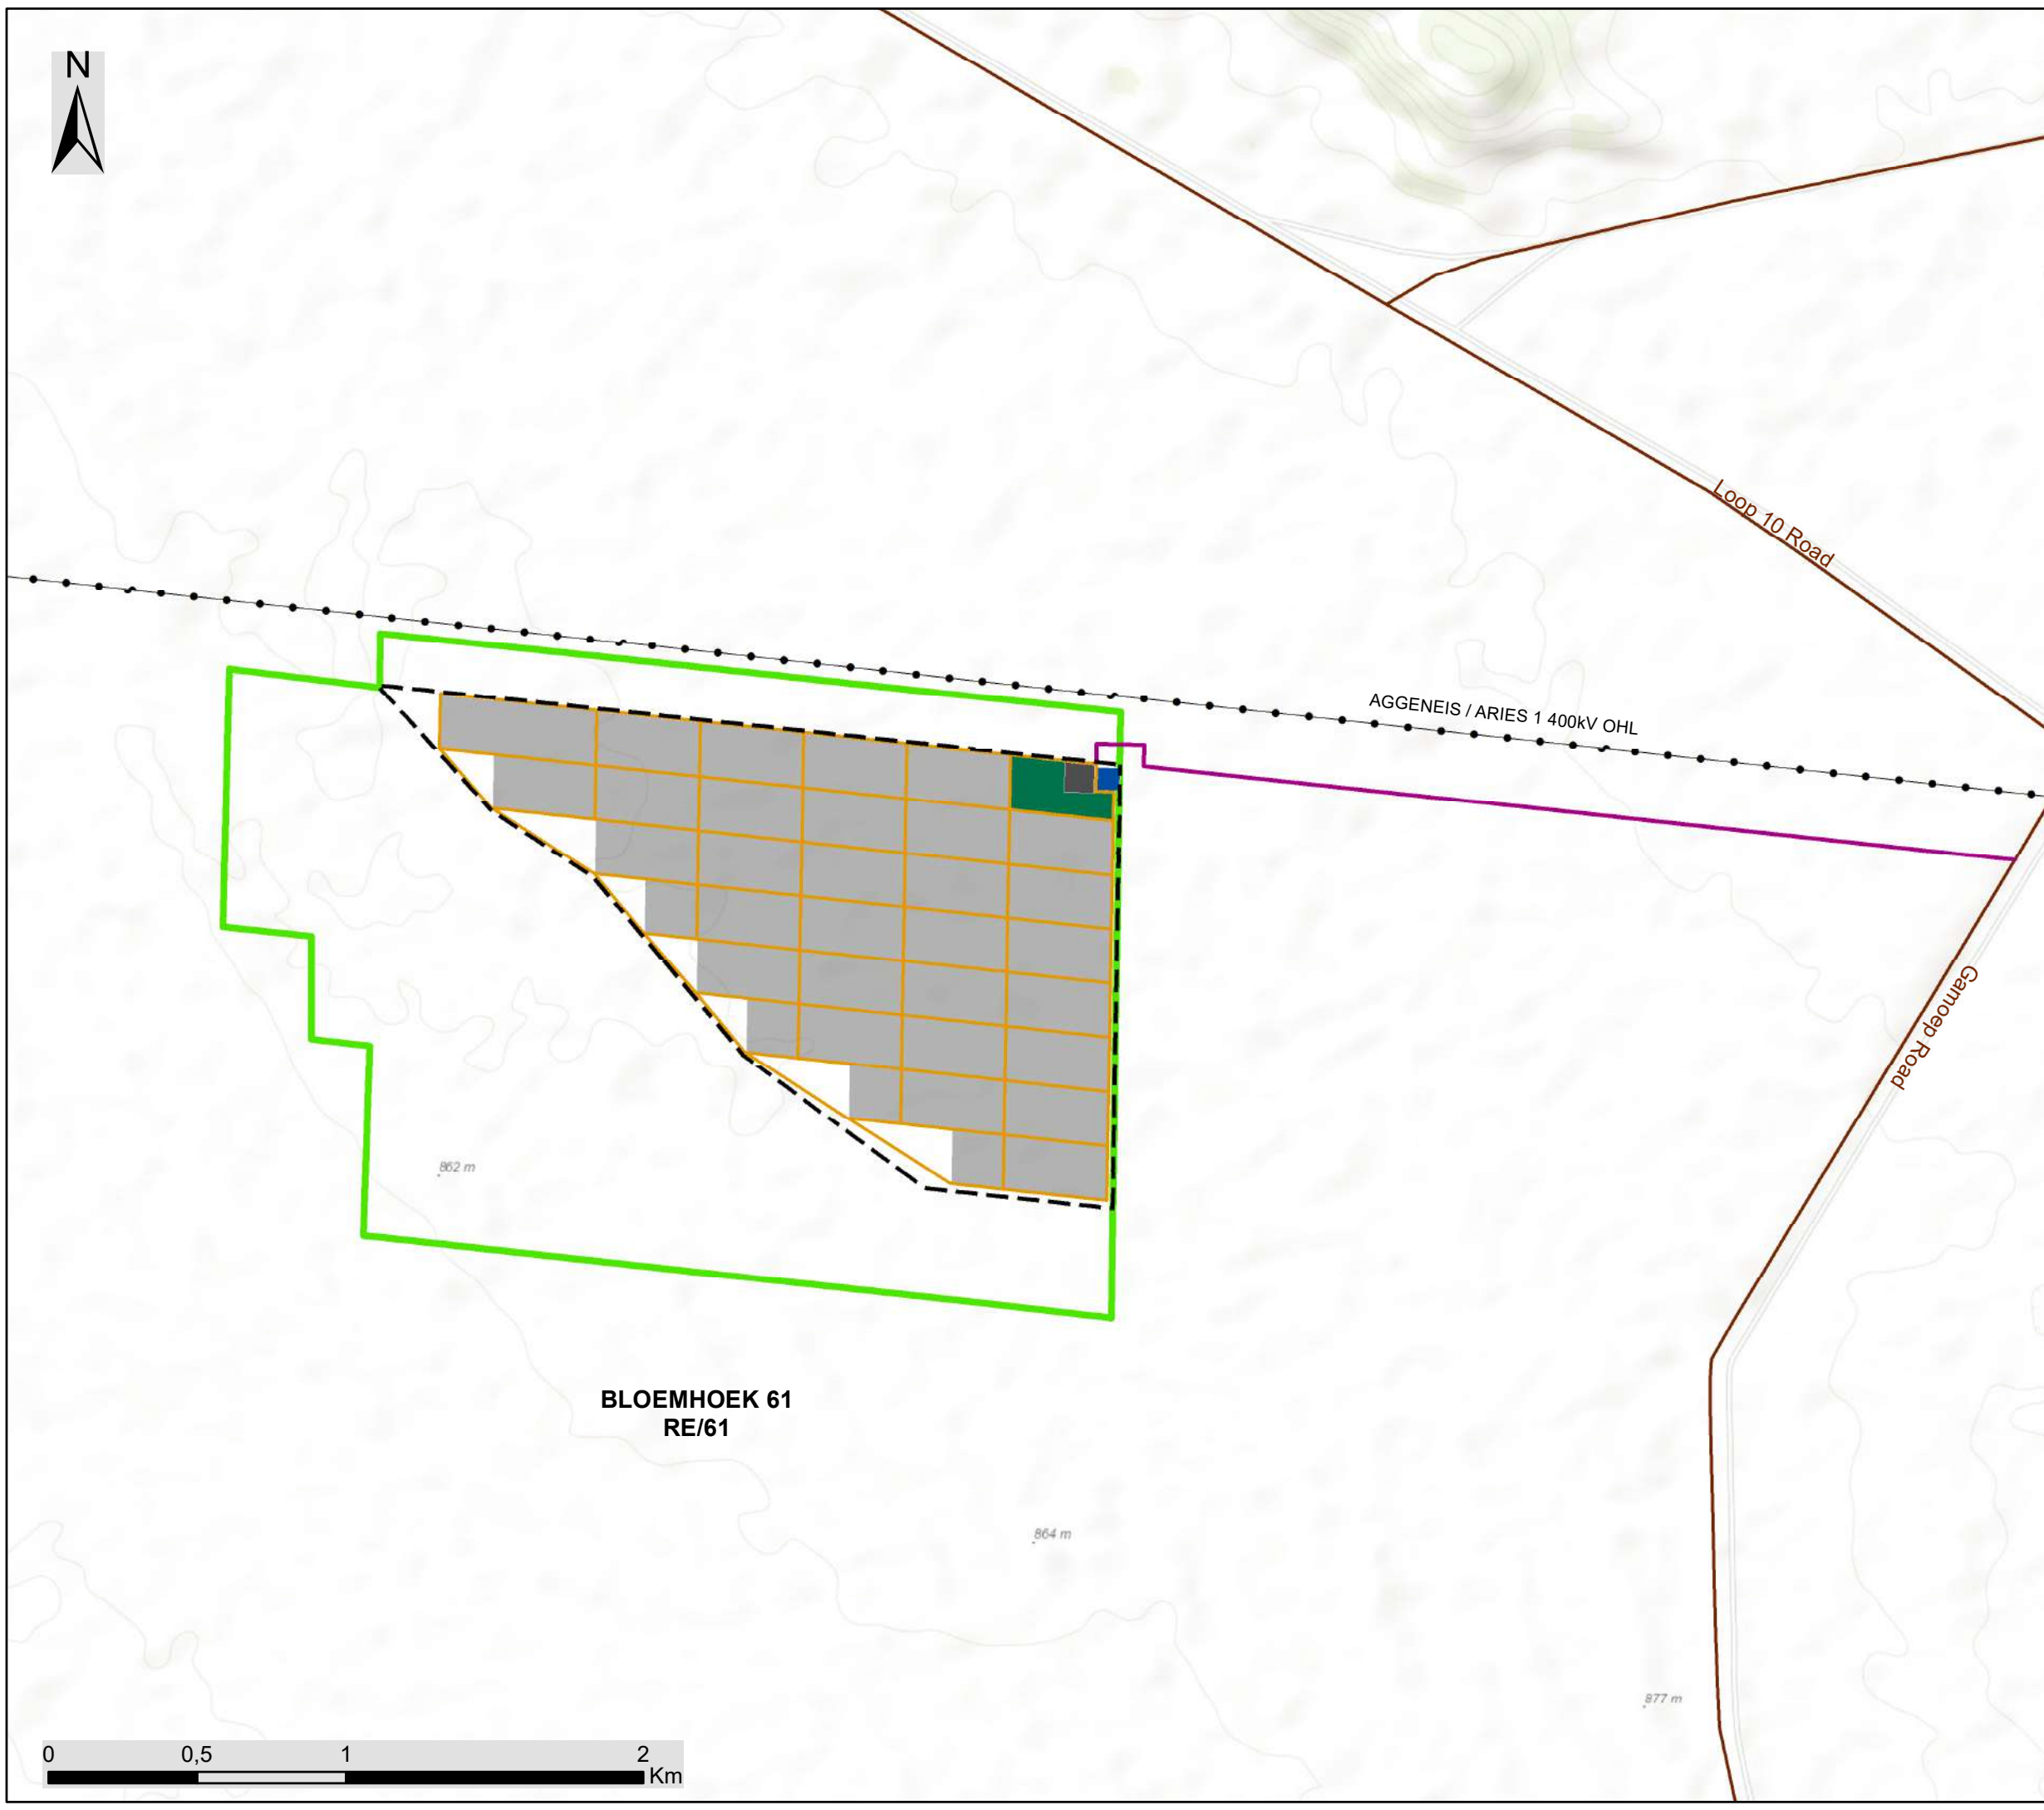 N
Loop 10 Road
AGGENEIS / ARIES 1 400kV OHL
Gamoep Road
862 m
BLOEMHOEK 61
RE/61
864 m
877 m
0 0,5 1 2
Km